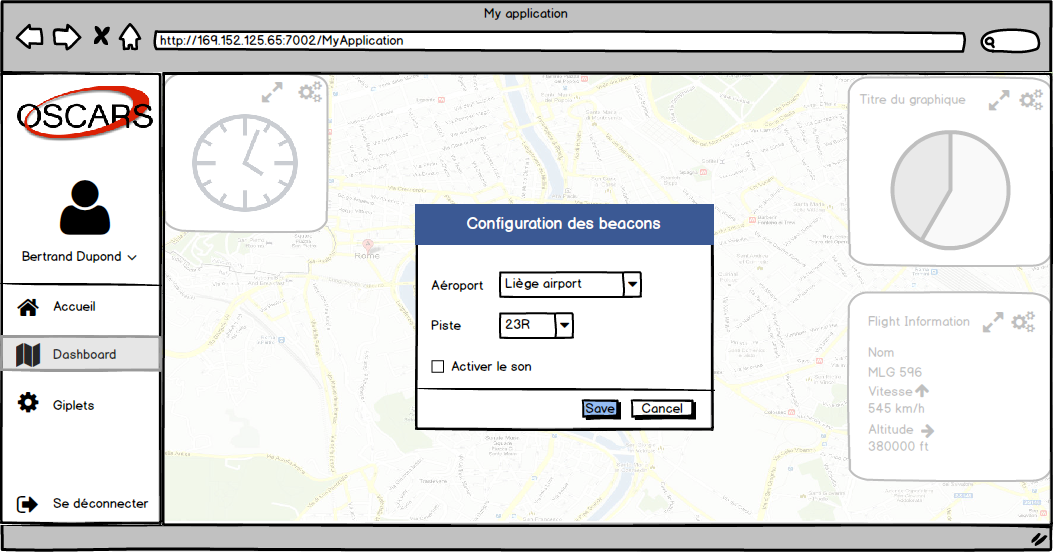 My application
http://169.152.125.65:7002/MyApplication
OSCARS
Bertrand Dupond
Accueil
Dashboard
Giplets
Se déconnecter
Rome
Titre du graphique
Configuration des beacons
Aéroport
Liège airport
Piste
23R
Activer le son
Save
Cancel
Flight Information
Nom
MLG 596
Vitesse
545 km/h
Altitude
380000 ft